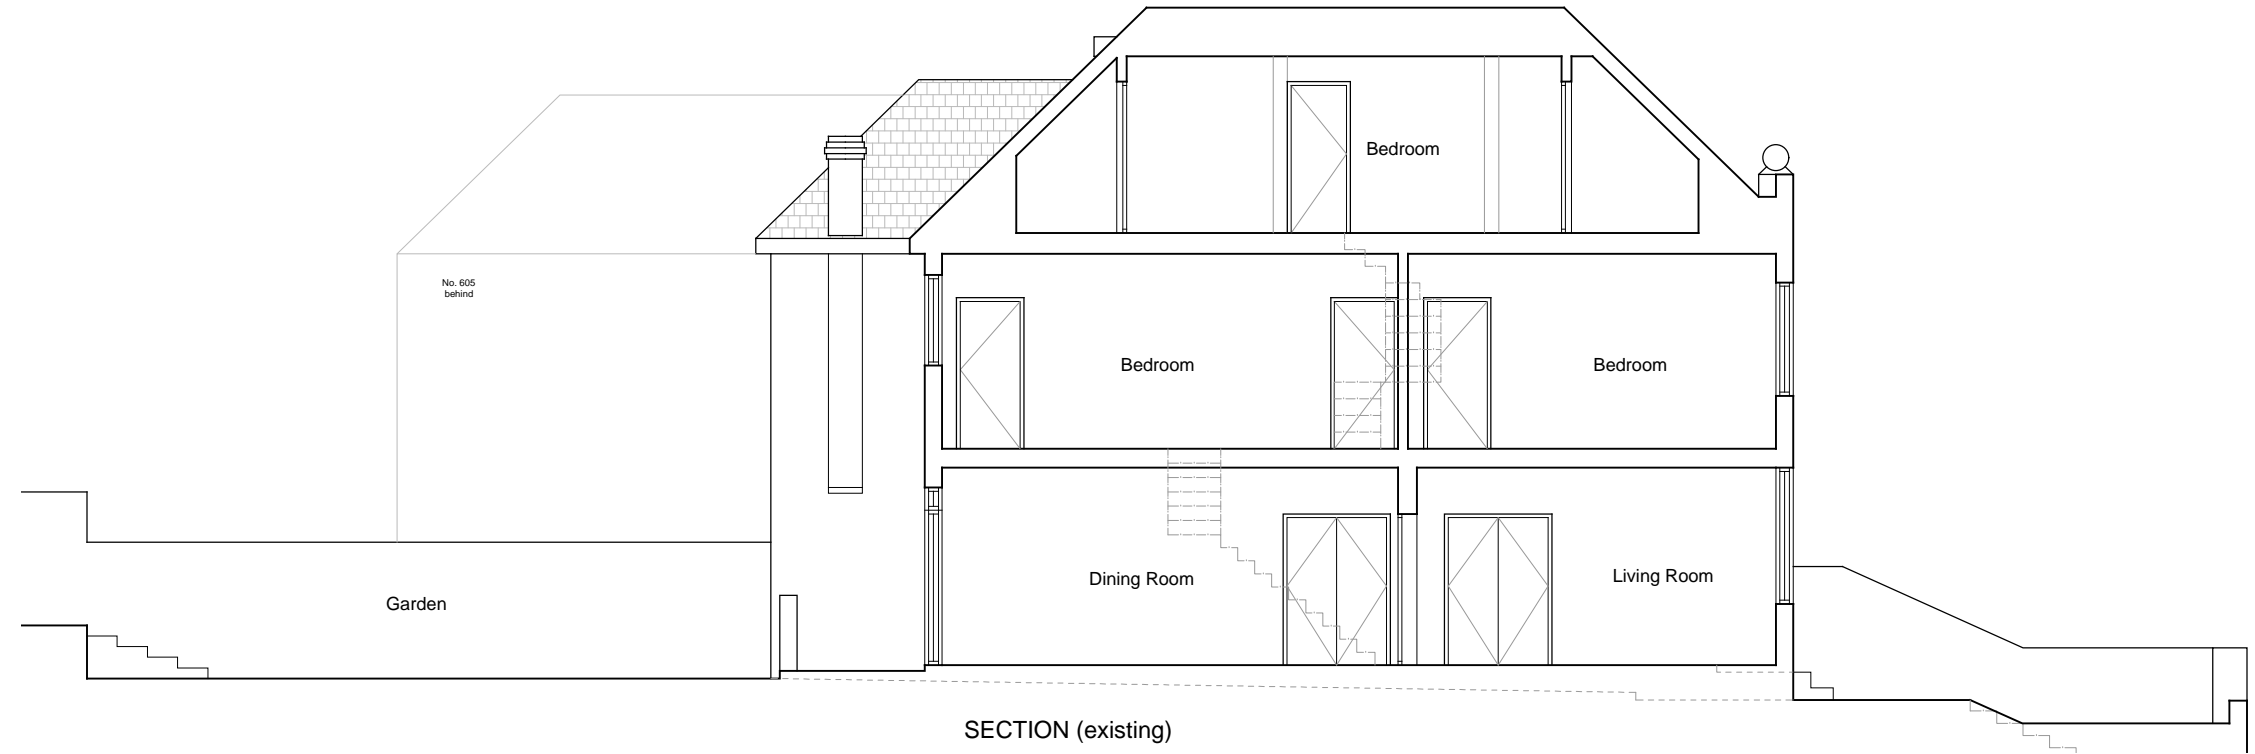 Bedroom
No. 605
behind
Bedroom
Bedroom
Dining Room
Living Room
Garden
SECTION (existing)